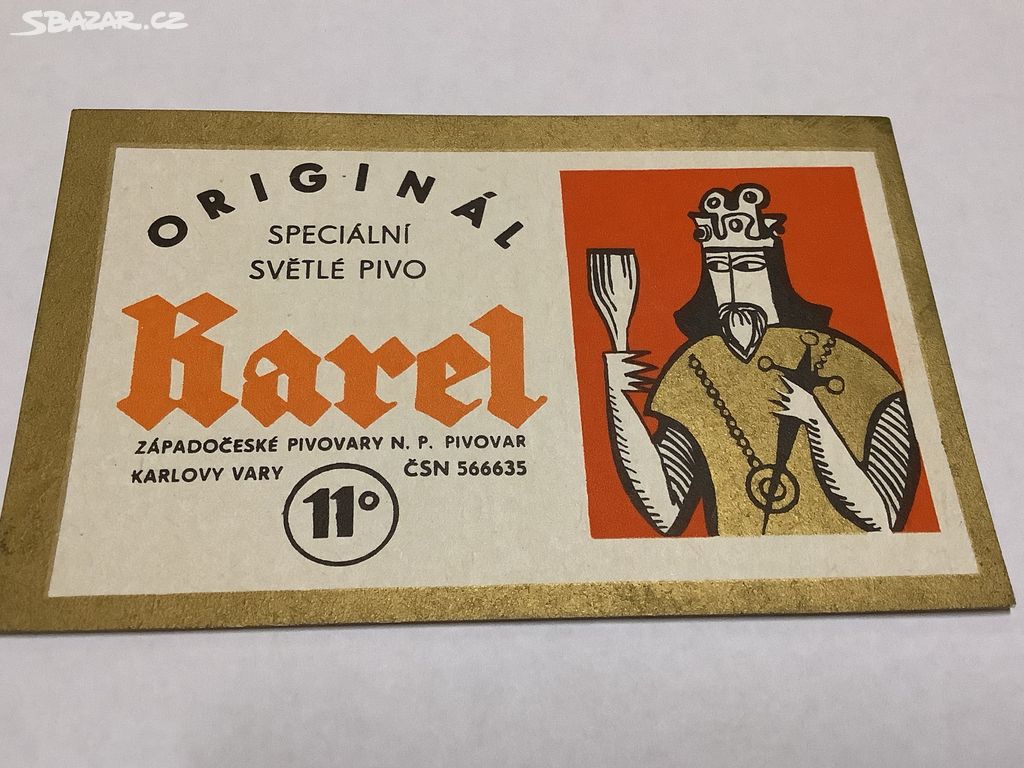 SBAZAR.CZ
ORIGINÁL
SPECIÁLNÍ
SVĚTLÉ PIVO
Karel
ZÁPADOČESKÉ PIVOVARY N. P. PIVOVAR
KARLOVY VARY ČSN 566635
11°